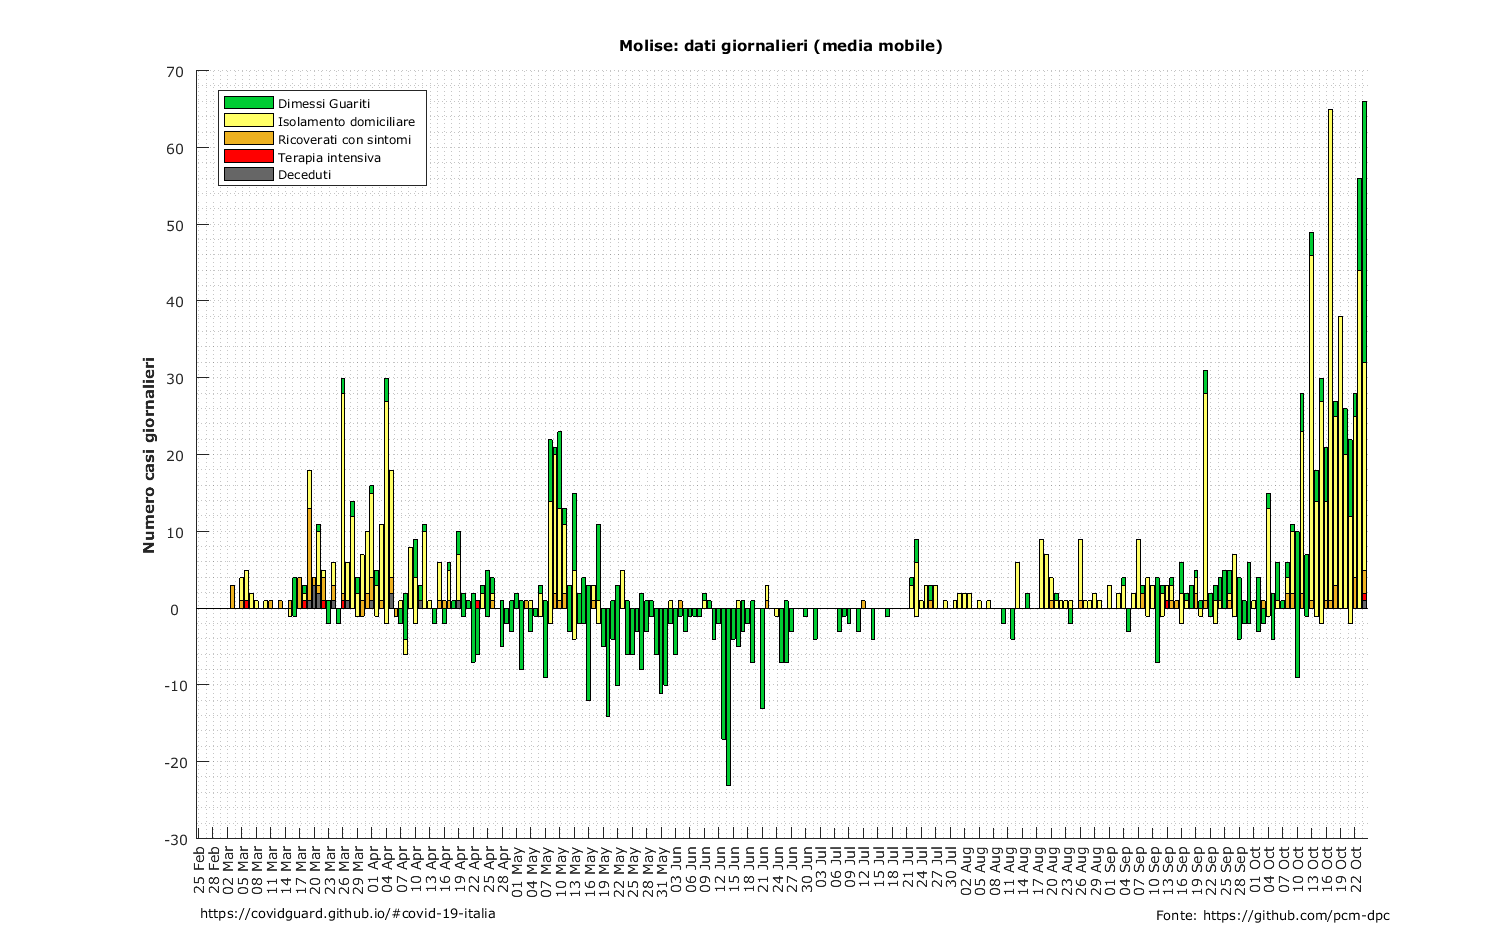 Molise: dati giornalieri (media mobile)
70
60
50
40
30
20
10
0
-10
-20
-30
Numero casi giornalieri
Dimessi Guariti
Isolamento domiciliare
Ricoverati con sintomi
Terapia intensiva
Deceduti
25 Feb
28 Feb
02 Mar
05 Mar
08 Mar
11 Mar
14 Mar
17 Mar
20 Mar
23 Mar
26 Mar
29 Mar
01 Apr
04 Apr
07 Apr
10 Apr
13 Apr
16 Apr
19 Apr
22 Apr
25 Apr
28 Apr
01 May
04 May
07 May
10 May
13 May
16 May
19 May
22 May
25 May
28 May
31 May
03 Jun
06 Jun
09 Jun
12 Jun
15 Jun
18 Jun
21 Jun
24 Jun
27 Jun
30 Jun
03 Jul
06 Jul
09 Jul
12 Jul
15 Jul
18 Jul
21 Jul
24 Jul
27 Jul
30 Jul
02 Aug
05 Aug
08 Aug
11 Aug
14 Aug
17 Aug
20 Aug
23 Aug
26 Aug
29 Aug
01 Sep
04 Sep
07 Sep
10 Sep
13 Sep
16 Sep
19 Sep
22 Sep
25 Sep
28 Sep
01 Oct
04 Oct
07 Oct
10 Oct
13 Oct
16 Oct
19 Oct
22 Oct
https://covidguard.github.io/#covid-19-italia
Fonte: https://github.com/pcm-dpc